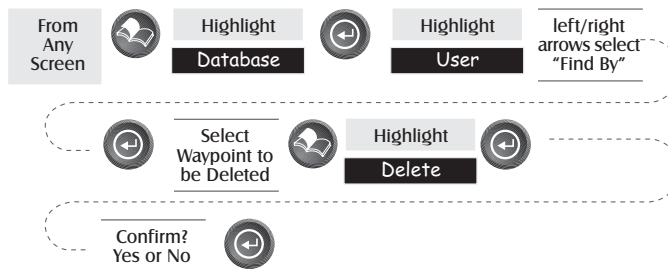 From
Any
Screen
Highlight
Database
Highlight
User
left/right
arrows select
“Find By”
Select
Waypoint to
be Deleted
Highlight
Delete
Confirm?
Yes or No